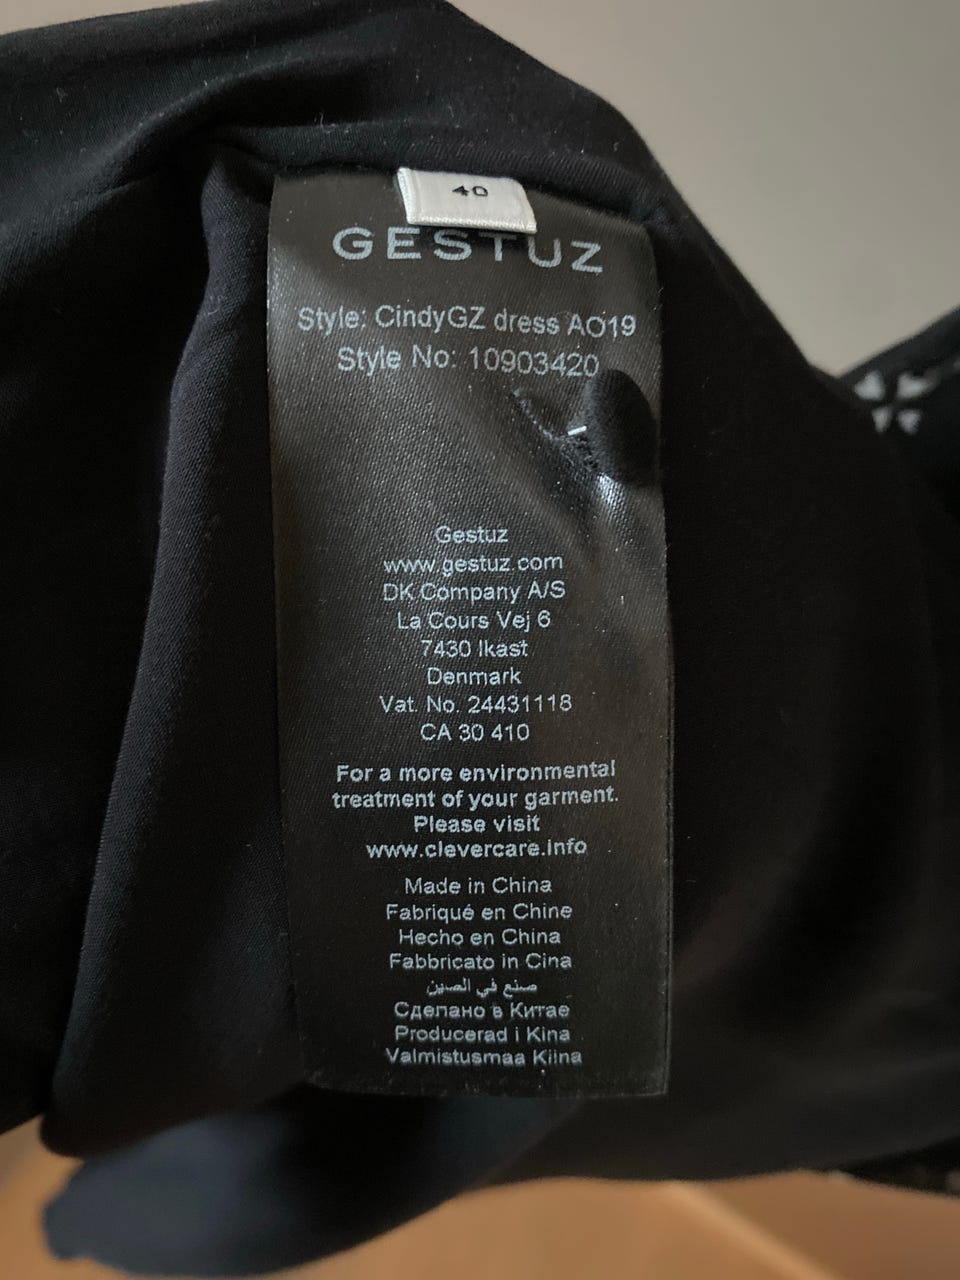 40
GESTUZ
Style: CindyGZ dress AO19
Style No: 10903420
Gestuz
www.gestuz.com
DK Company A/S
La Cours Vej 6
7430 Ikast
Denmark
Vat. No. 24431118
CA 30 410
For a more environmental
treatment of your garment.
Please visit
www.clevercare.info
Made in China
Fabriqué en Chine
Hecho en China
Fabbricato in Cina
صنع في الصين
Сделано в Китае
Producerad i Kina
Valmistusmaa Kiina